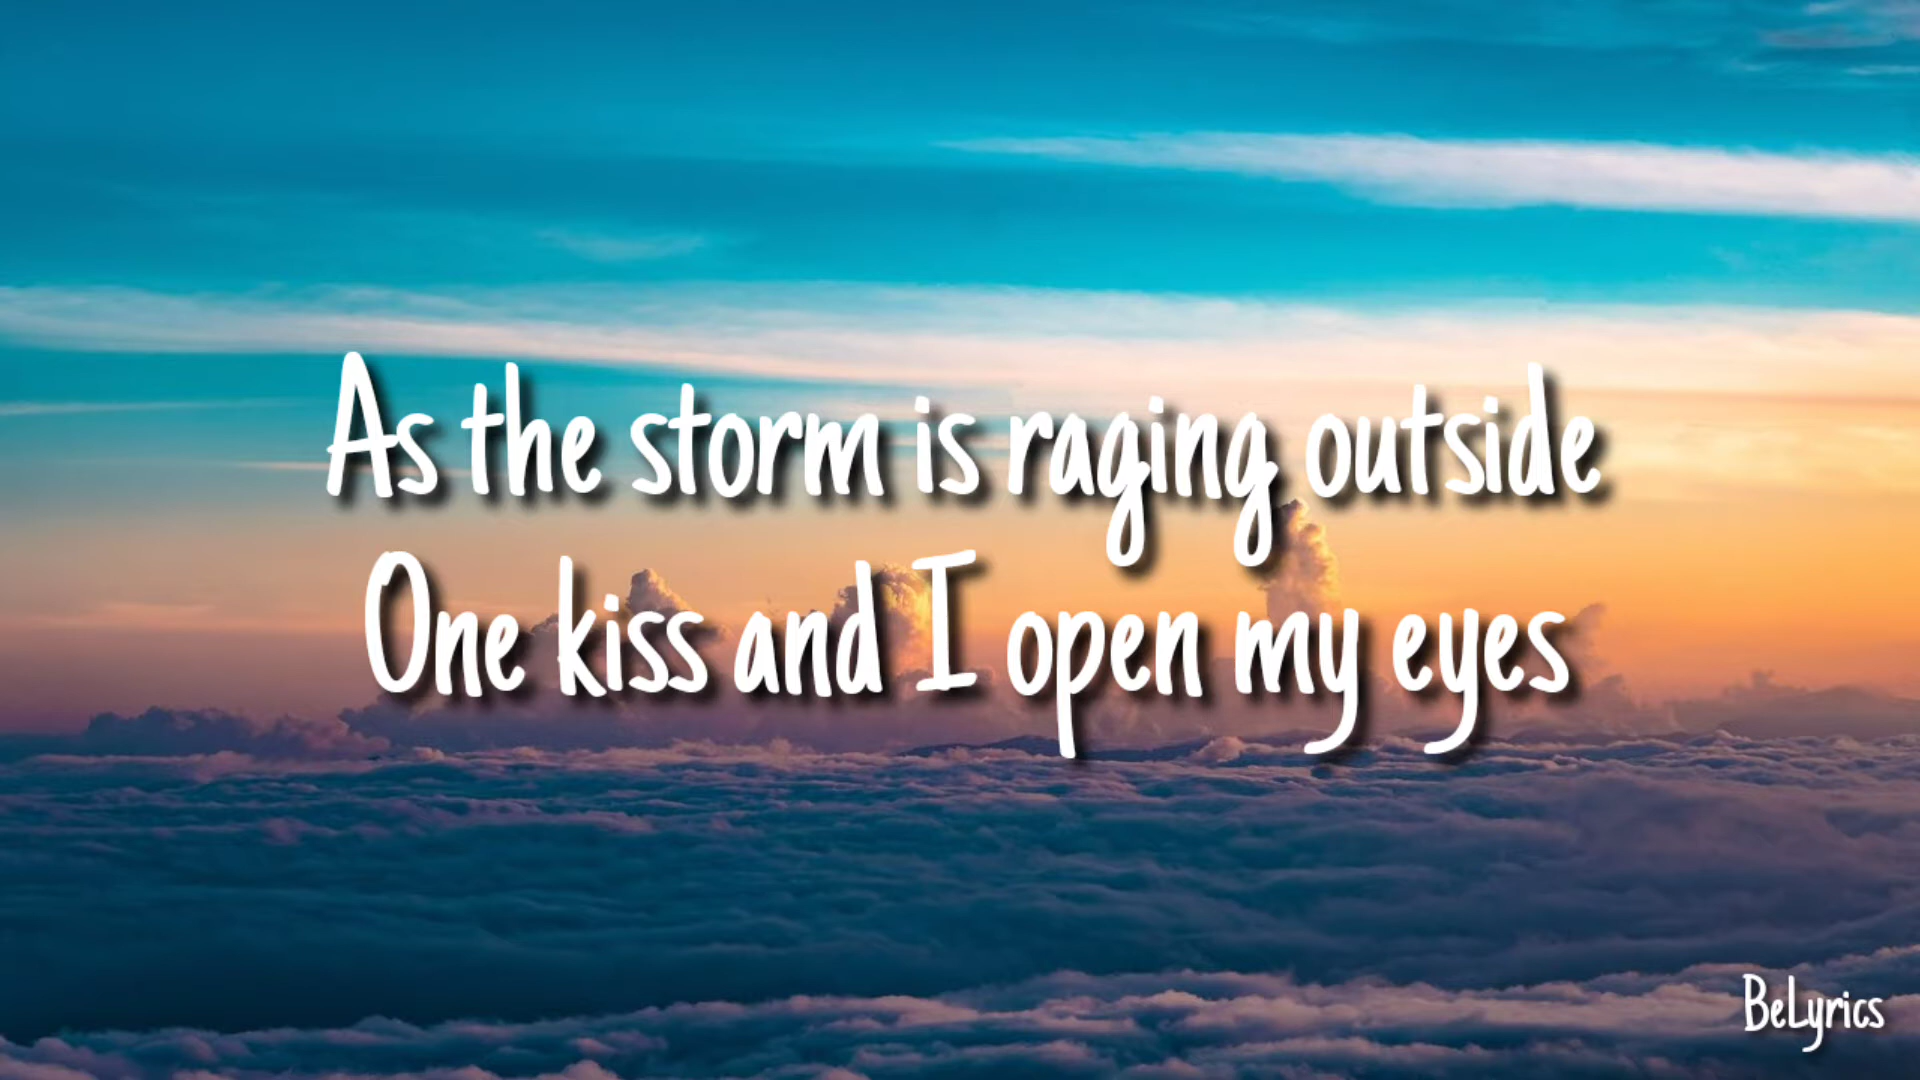 As the storm is raging outside
One kiss and I open my eyes
BeLyrics